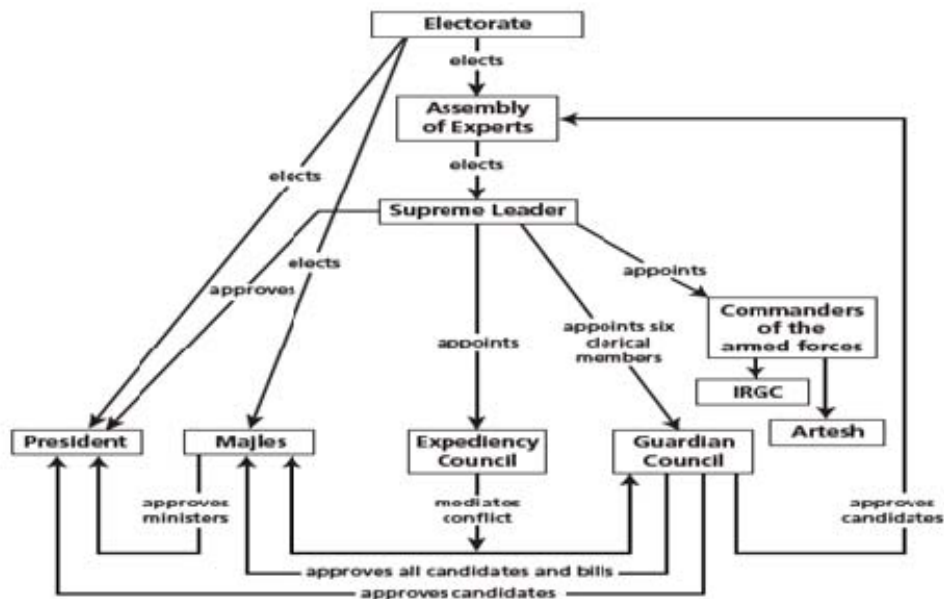 Electorate
elects
Assembly
of Experts
elects
elects
Supreme Leader
elects
approves
appoints
appoints
appoints six
clerical
members
Commanders
of the
armed forces
IRGC
Artesh
President
Majles
Expediency
Council
Guardian
Council
approves
ministers
mediates
conflict
approves
candidates
approves all candidates and bills
approves candidates